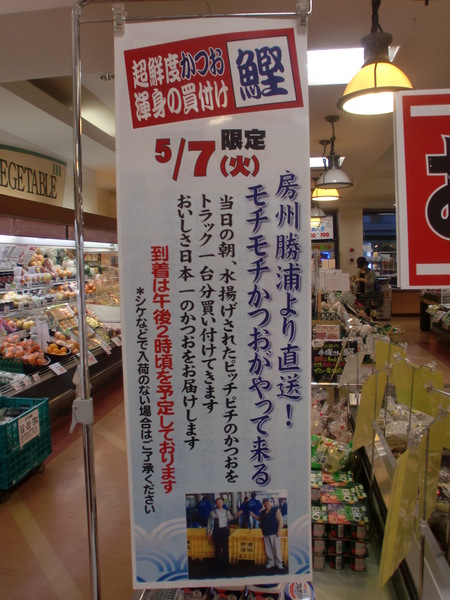 超鮮度かつお
渾身の買付け
鰹
5/7(火)
限定
房州勝浦より直送!
モチモチかつおがやって来る
当日の朝、水揚げされたピッチピチのかつおを
トラック一台分買い付けてきます
おいしさ日本一のかつおをお届けします
到着は午後2時頃を予定しております
*シケなどで入荷のない場合はご了承ください
VEGETABLE
お